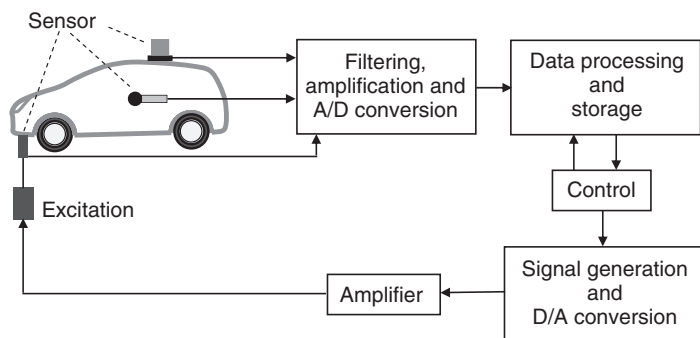 Sensor
Filtering,
amplification and
A/D conversion
Data processing
and
storage
Control
Excitation
Amplifier
Signal generation
and
D/A conversion